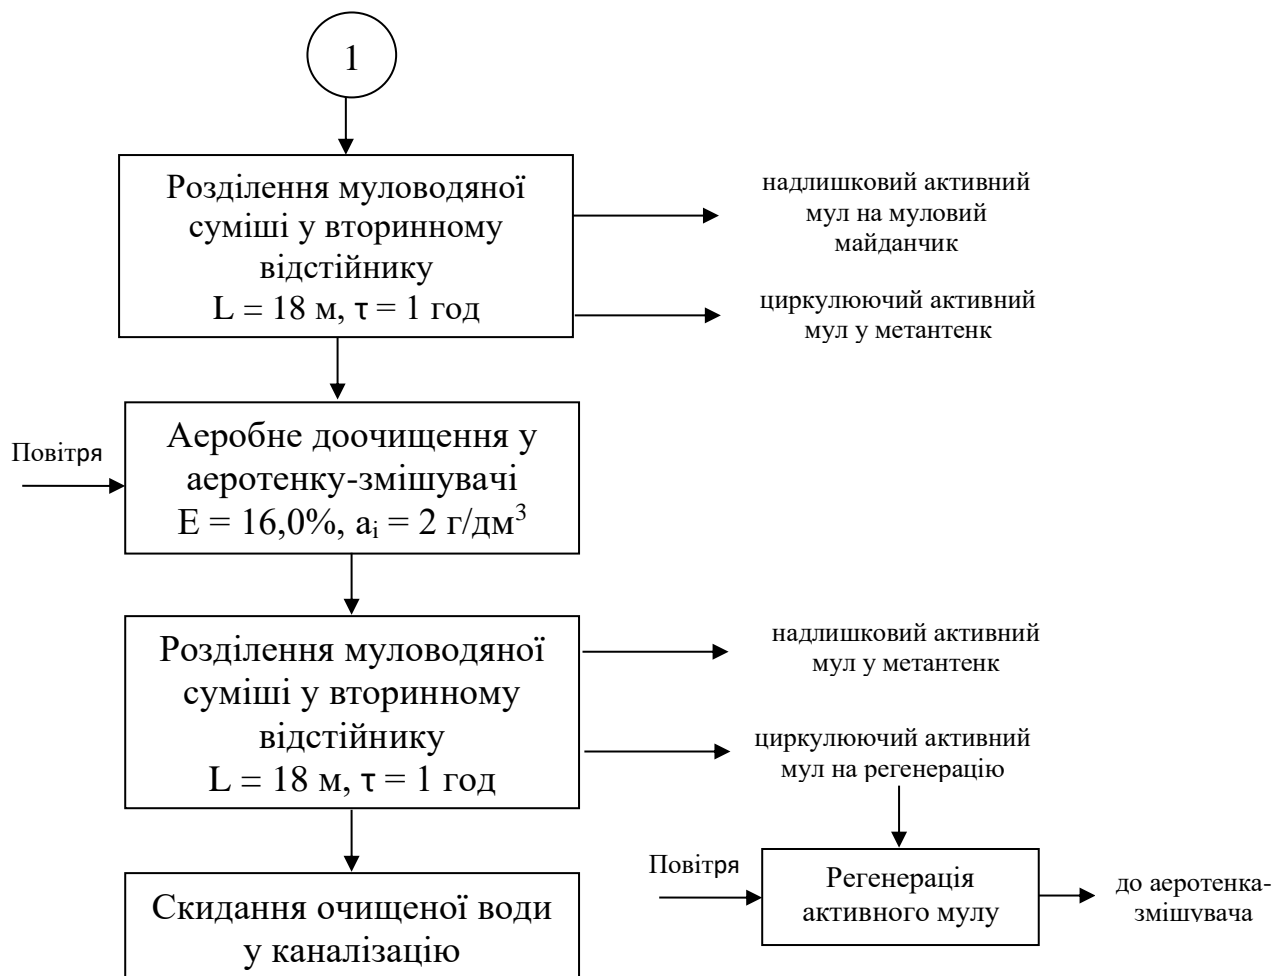 1
Розділення муловодяної
суміші у вторинному
відстійнику
L = 18 м, τ = 1 год
надлишковий активний
мул на муловий
майданчик
циркулюючий активний
мул у метантенк
Повітря
Аеробне доочищення у
аеротенку-змішувачі
E = 16,0%, aᵢ = 2 г/дм³
Розділення муловодяної
суміші у вторинному
відстійнику
L = 18 м, τ = 1 год
надлишковий активний
мул у метантенк
циркулюючий активний
мул на регенерацію
Повітря
Регенерація
активного мулу
до аеротенка-
змішувача
Скидання очищеної води
у каналізацію